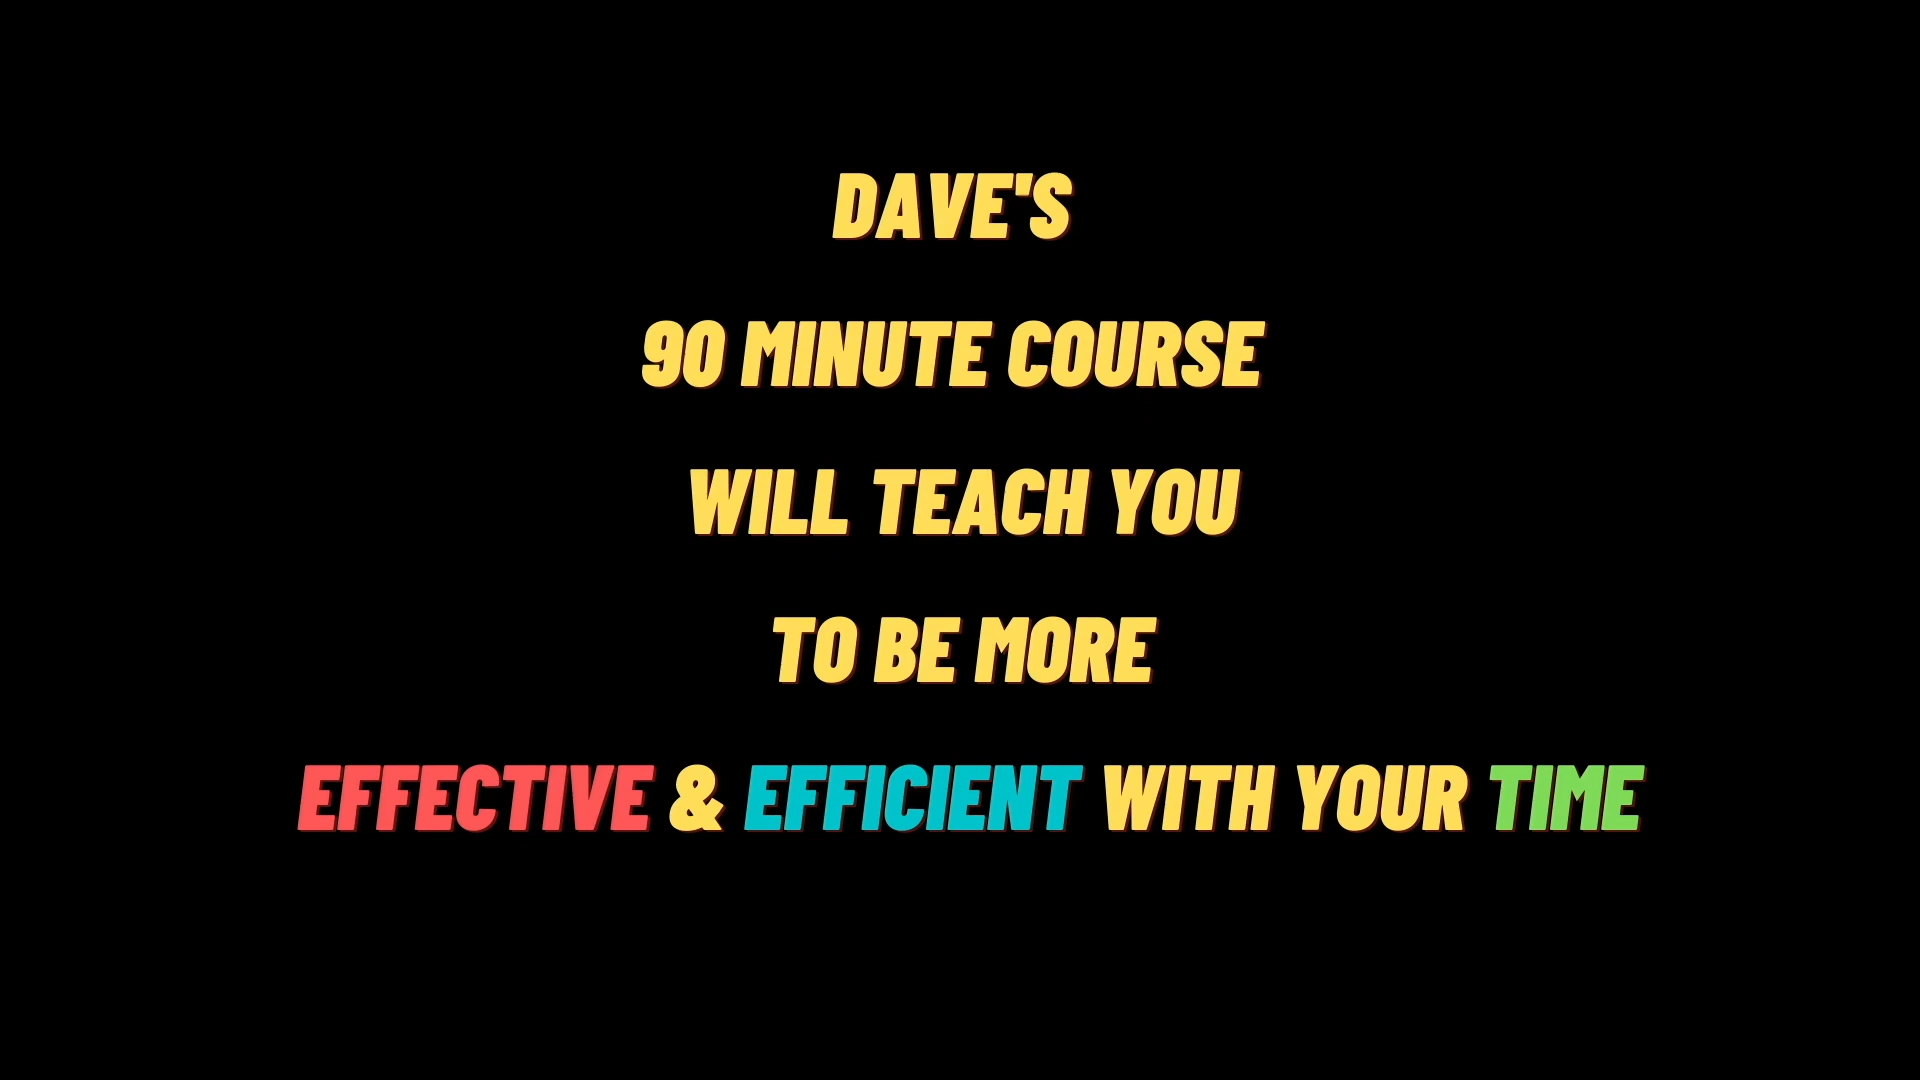 DAVE'S
90 MINUTE COURSE
WILL TEACH YOU
TO BE MORE
EFFECTIVE & EFFICIENT WITH YOUR TIME